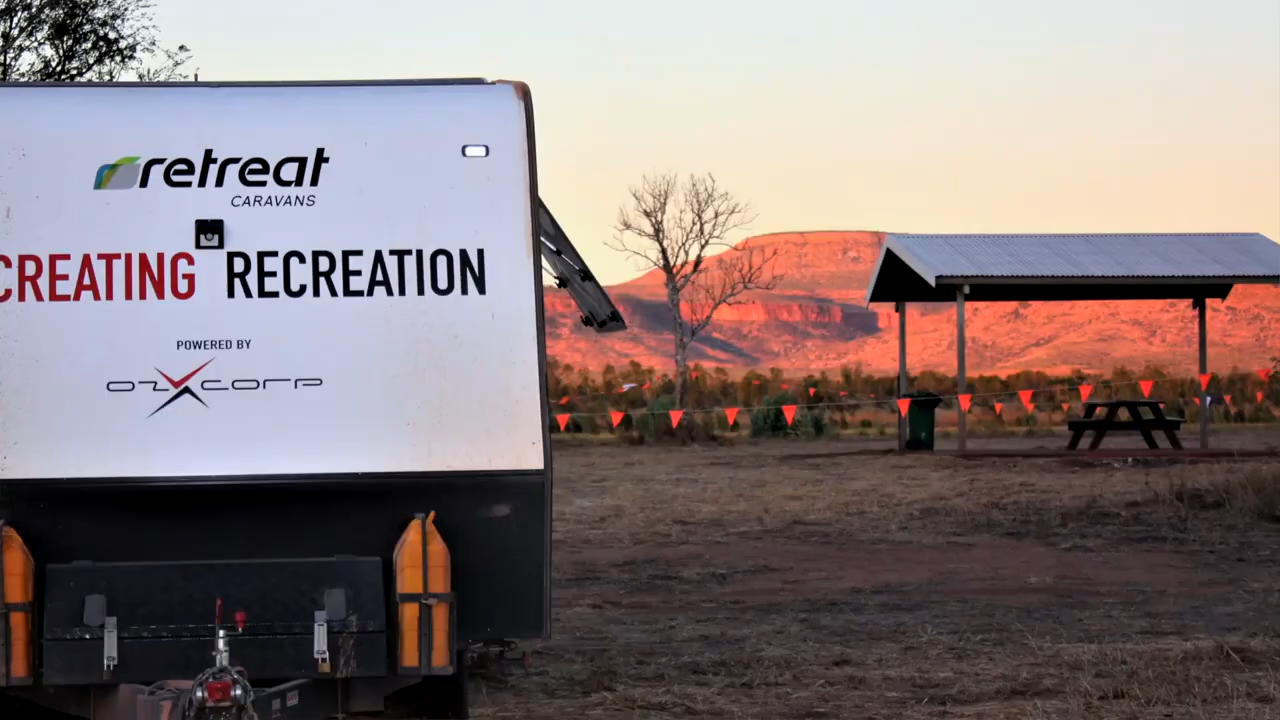 retreat
CARAVANS
CREATING RECREATION
POWERED BY
OZXCORP